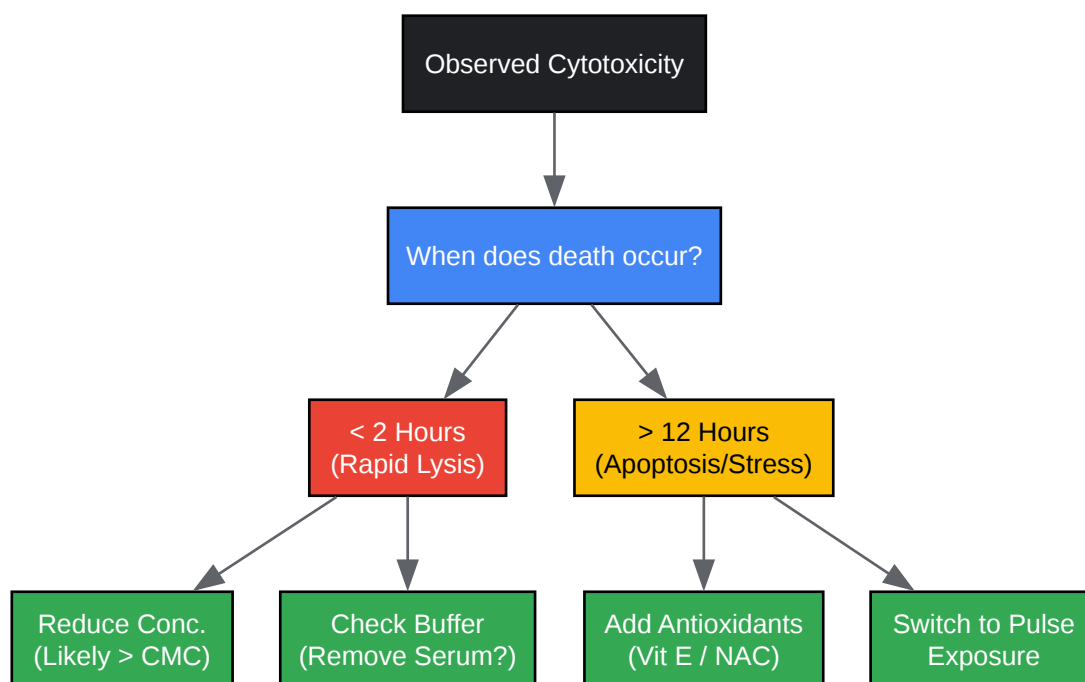 Observed Cytotoxicity
When does death occur?
< 2 Hours
(Rapid Lysis)
> 12 Hours
(Apoptosis/Stress)
Reduce Conc.
(Likely > CMC)
Check Buffer
(Remove Serum?)
Add Antioxidants
(Vit E / NAC)
Switch to Pulse
Exposure